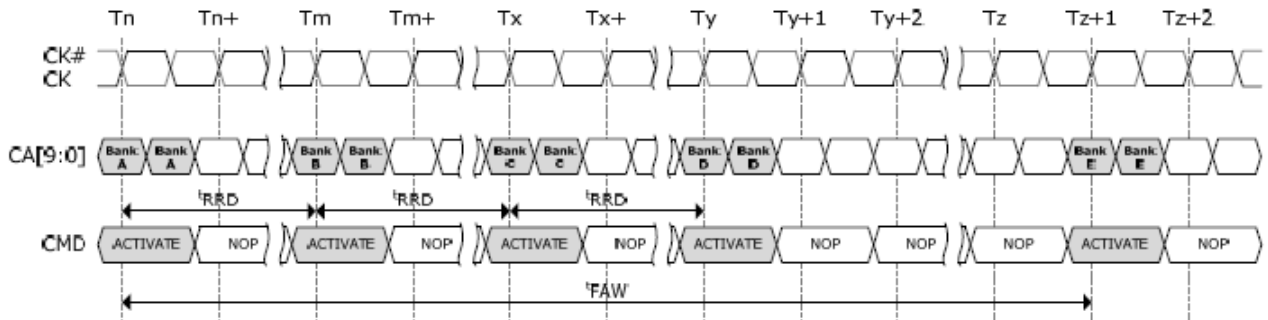 Tn Tn+ Tm Tm+ Tx Tx+ Ty Ty+1 Ty+2 Tz Tz+1 Tz+2
CK#
CK
CA[9:0] Bank A Bank A Bank B Bank B Bank C Bank C Bank D Bank D Bank E Bank E
tRRD tRRD tRRD
CMD ACTIVATE NOP ACTIVATE NOP ACTIVATE NOP ACTIVATE NOP NOP NOP ACTIVATE NOP
tFAW